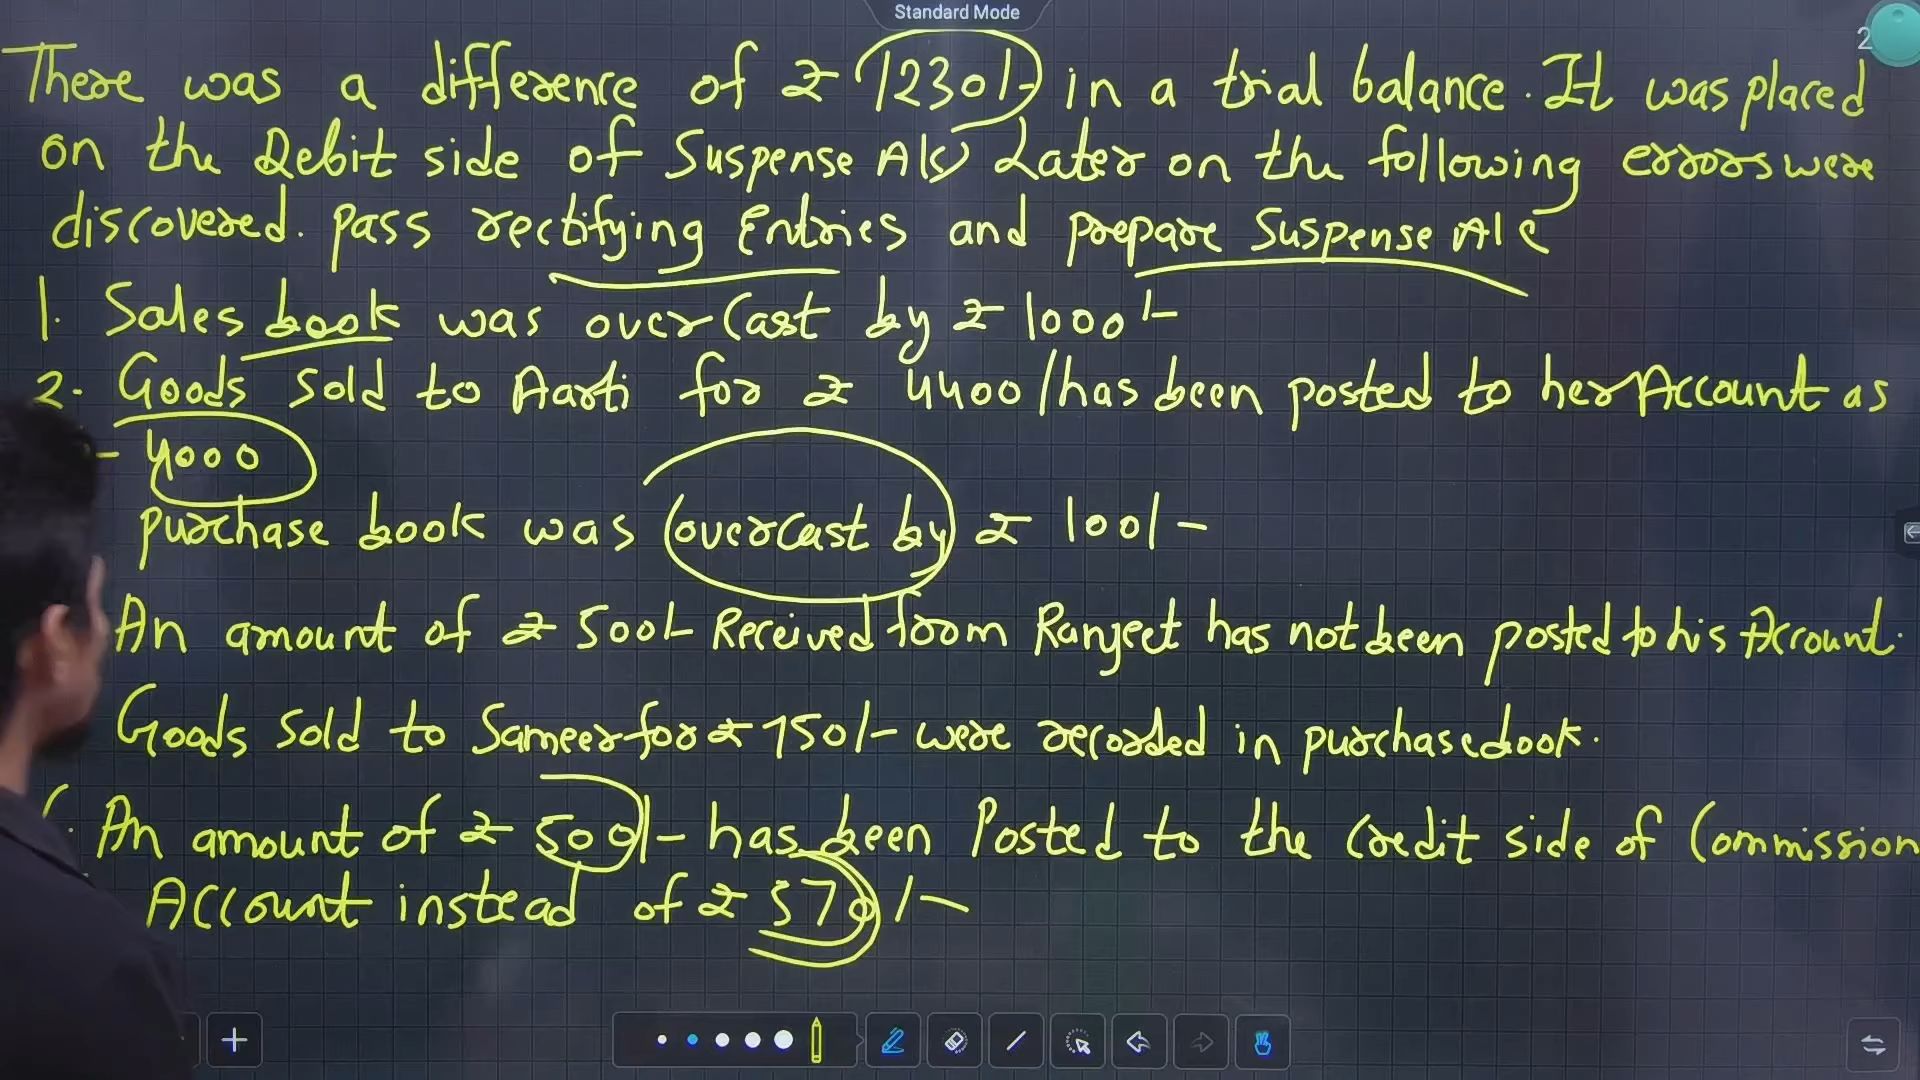 Standard Mode
2
There was a difference of ₹ 1230/- in a trial balance. It was placed
on the Debit side of Suspense A/c, Later on the following errors were
discovered. pass rectifying Entries and prepare Suspense A/C
1. Sales book was overcast by ₹ 1000/-
2. Goods sold to Aarti for ₹ 4400/ has been posted to her Account as
4000
purchase book was overcast by ₹ 100/-
An amount of ₹ 500/- Received from Ranjeet has not been posted to his Account.
Goods sold to Sameer for ₹ 750/- were recorded in purchase book.
An amount of ₹ 500/- has been Posted to the credit side of Commission
Account instead of ₹ 570/-